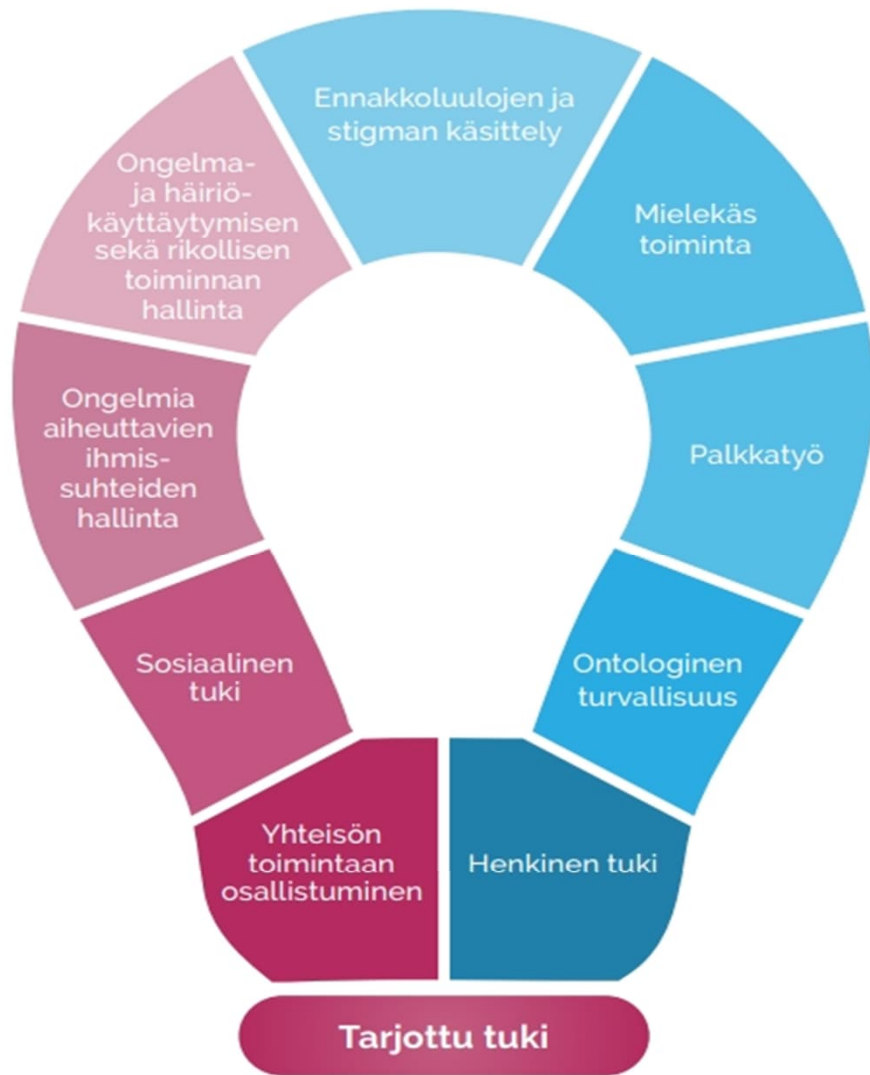 Ennakkoluulojen ja
stigman käsittely
Ongelma-
ja häiriö-
käyttäytymisen
sekä rikollisen
toiminnan
hallinta
Mielekäs
toiminta
Ongelmia
aiheuttavien
ihmis-
suhteiden
hallinta
Palkkatyö
Sosiaalinen
tuki
Ontologinen
turvallisuus
Yhteisön
toimintaan
osallistuminen
Henkinen tuki
Tarjottu tuki